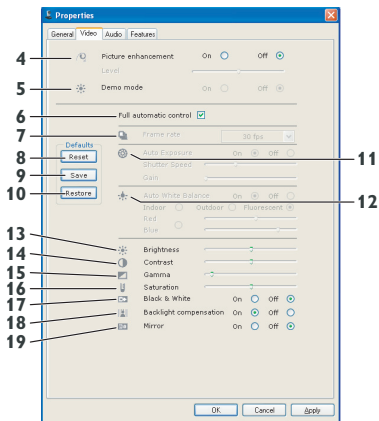 Properties
General Video Audio Features
4 Picture enhancement On Off
Level
5 Demo mode On Off
6 Full automatic control
7 Frame rate 30 fps
Defaults
8 Reset
9 Save
10 Restore
Auto Exposure On Off 11
Shutter Speed
Gain
Auto White Balance On Off 12
Indoor Outdoor Fluorescent
Red
Blue
13 Brightness
14 Contrast
15 Gamma
16 Saturation
17 Black & White On Off
18 Backlight compensation On Off
19 Mirror On Off
OK Cancel Apply